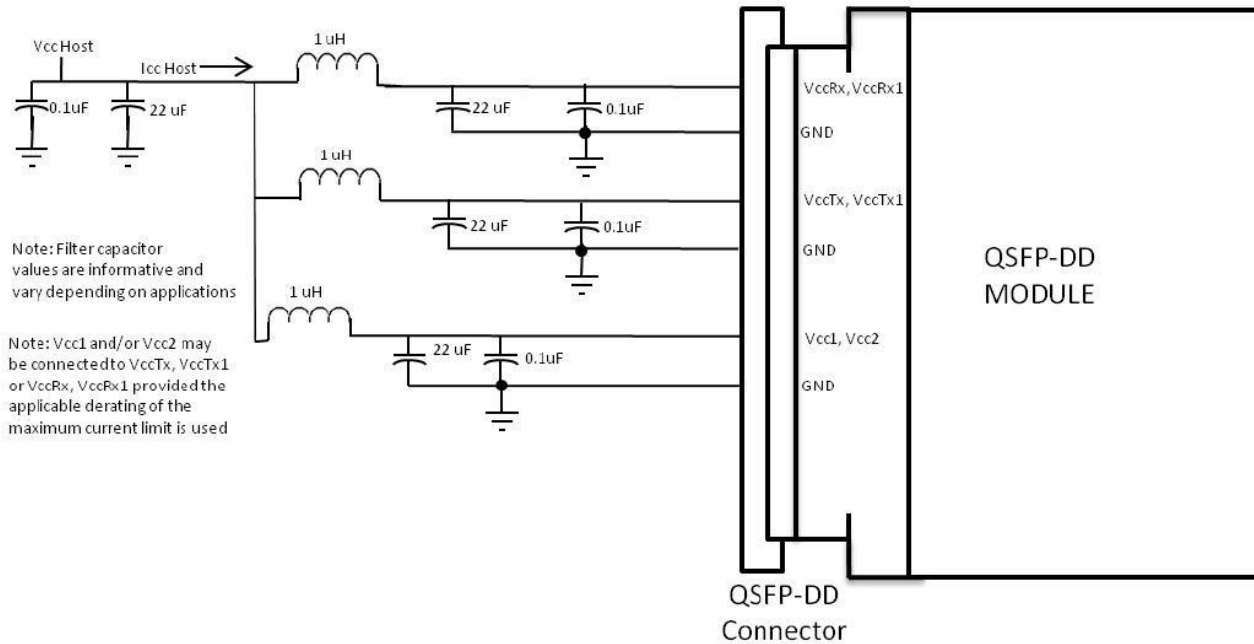 1 uH
Vcc Host
Icc Host
0.1uF
22 uF
22 uF
0.1uF
VccRx, VccRx1
GND
1 uH
22 uF
0.1uF
VccTx, VccTx1
GND
Note: Filter capacitor
values are informative and
vary depending on applications
QSFP-DD
MODULE
1 uH
Note: Vcc1 and/or Vcc2 may
be connected to VccTx, VccTx1
or VccRx, VccRx1 provided the
applicable derating of the
maximum current limit is used
22 uF
0.1uF
Vcc1, Vcc2
GND
QSFP-DD
Connector